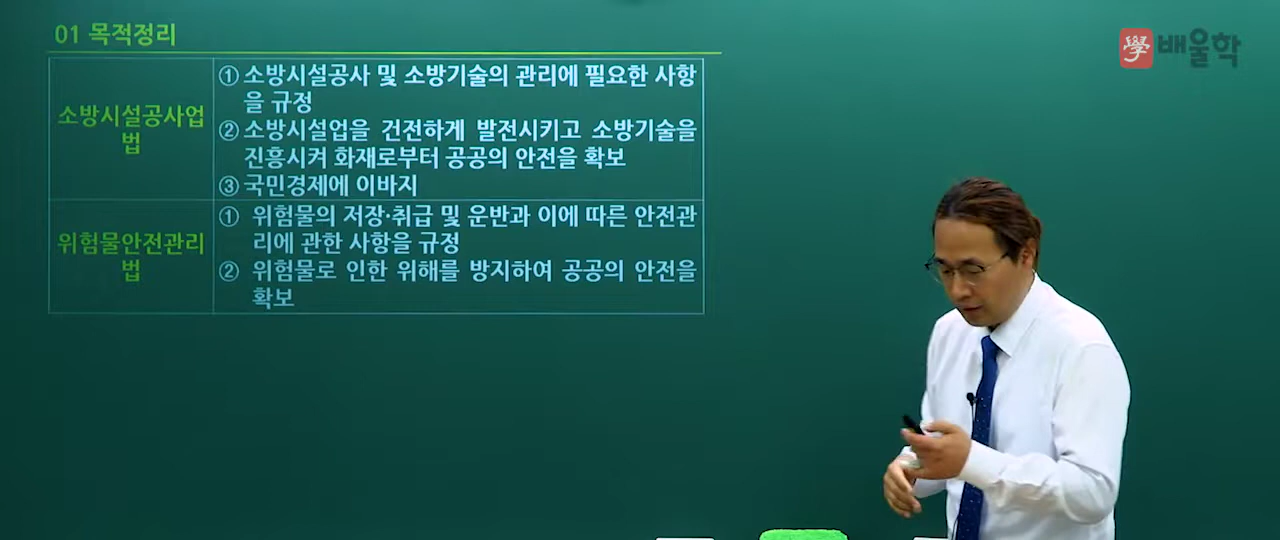 01 목적정리
學 배울학
소방시설공사업
법
① 소방시설공사 및 소방기술의 관리에 필요한 사항
을 규정
② 소방시설업을 건전하게 발전시키고 소방기술을
진흥시켜 화재로부터 공공의 안전을 확보
③ 국민경제에 이바지
위험물안전관리
법
① 위험물의 저장·취급 및 운반과 이에 따른 안전관
리에 관한 사항을 규정
② 위험물로 인한 위해를 방지하여 공공의 안전을
확보